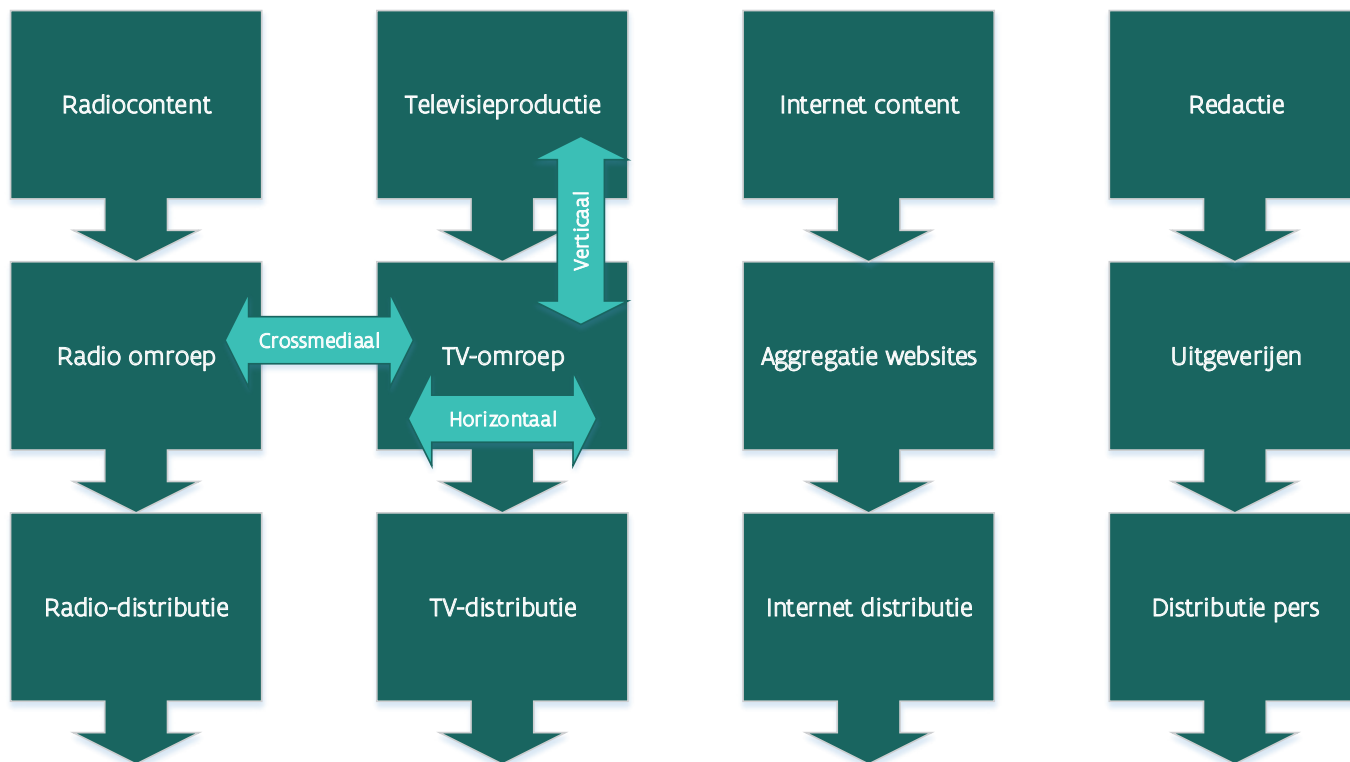 Radiocontent
Televisieproductie
Internet content
Redactie
Verticaal
Radio omroep
Crossmediaal
TV-omroep
Horizontaal
Aggregatie websites
Uitgeverijen
Radio-distributie
TV-distributie
Internet distributie
Distributie pers